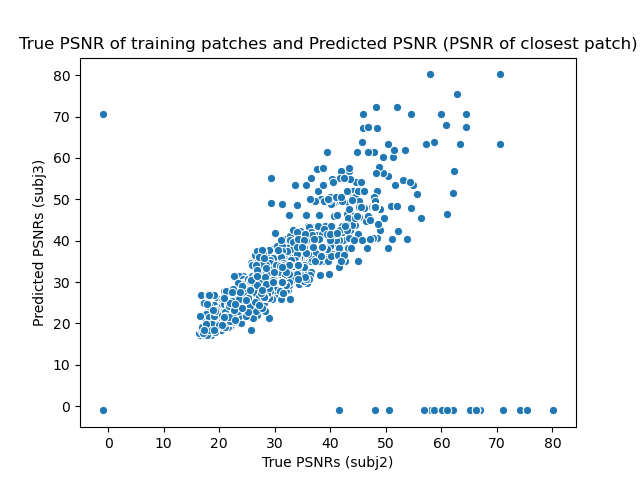 True PSNR of training patches and Predicted PSNR (PSNR of closest patch)
Predicted PSNRs (subj3)
80
70
60
50
40
30
20
10
0
0 10 20 30 40 50 60 70 80
True PSNRs (subj2)